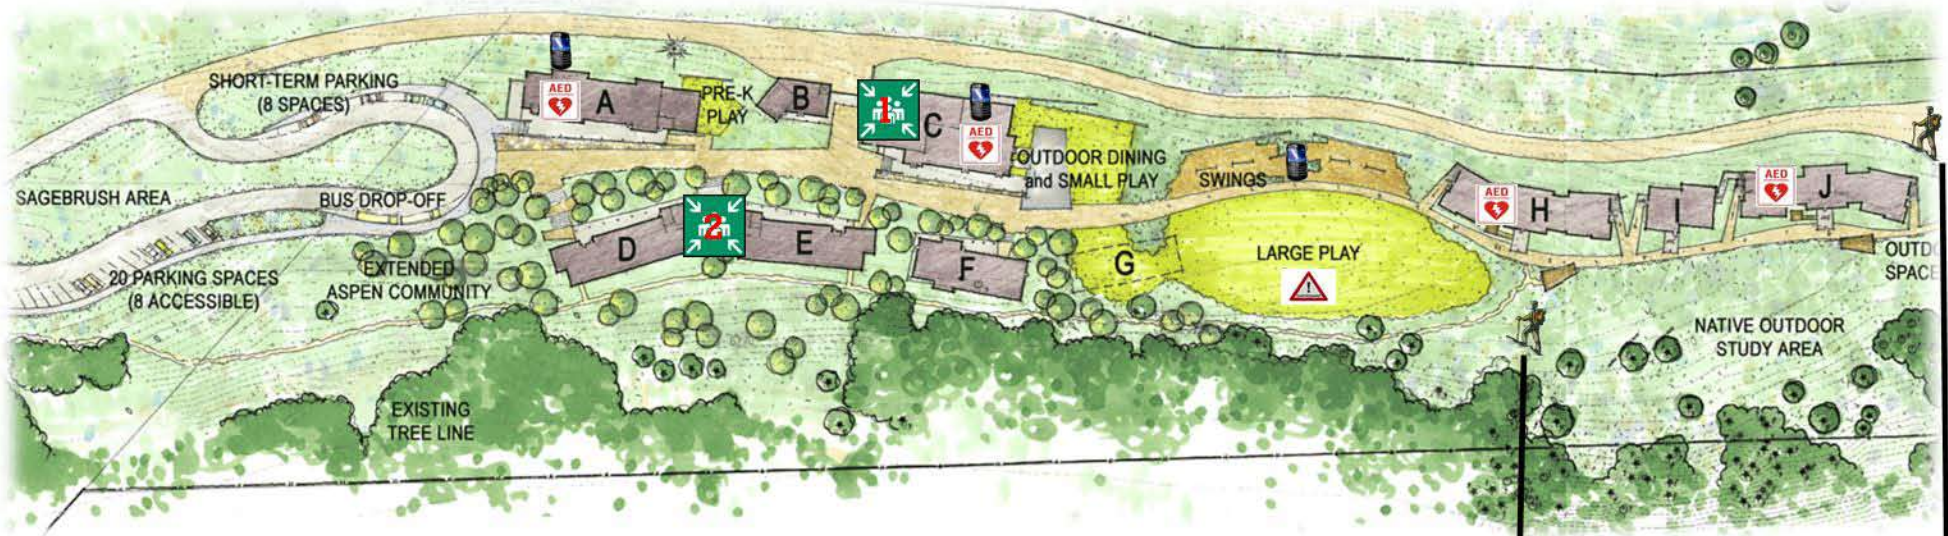 SHORT-TERM PARKING
(8 SPACES)
AED
A
PRE-K
PLAY
B
1
C
AED
OUTDOOR DINING
and SMALL PLAY
SWINGS
AED
H
I
AED
J
SAGEBRUSH AREA
BUS DROP-OFF
20 PARKING SPACES
(8 ACCESSIBLE)
EXTENDED
ASPEN COMMUNITY
D
2
E
F
G
LARGE PLAY
!
OUTD
SPACE
NATIVE OUTDOOR
STUDY AREA
EXISTING
TREE LINE